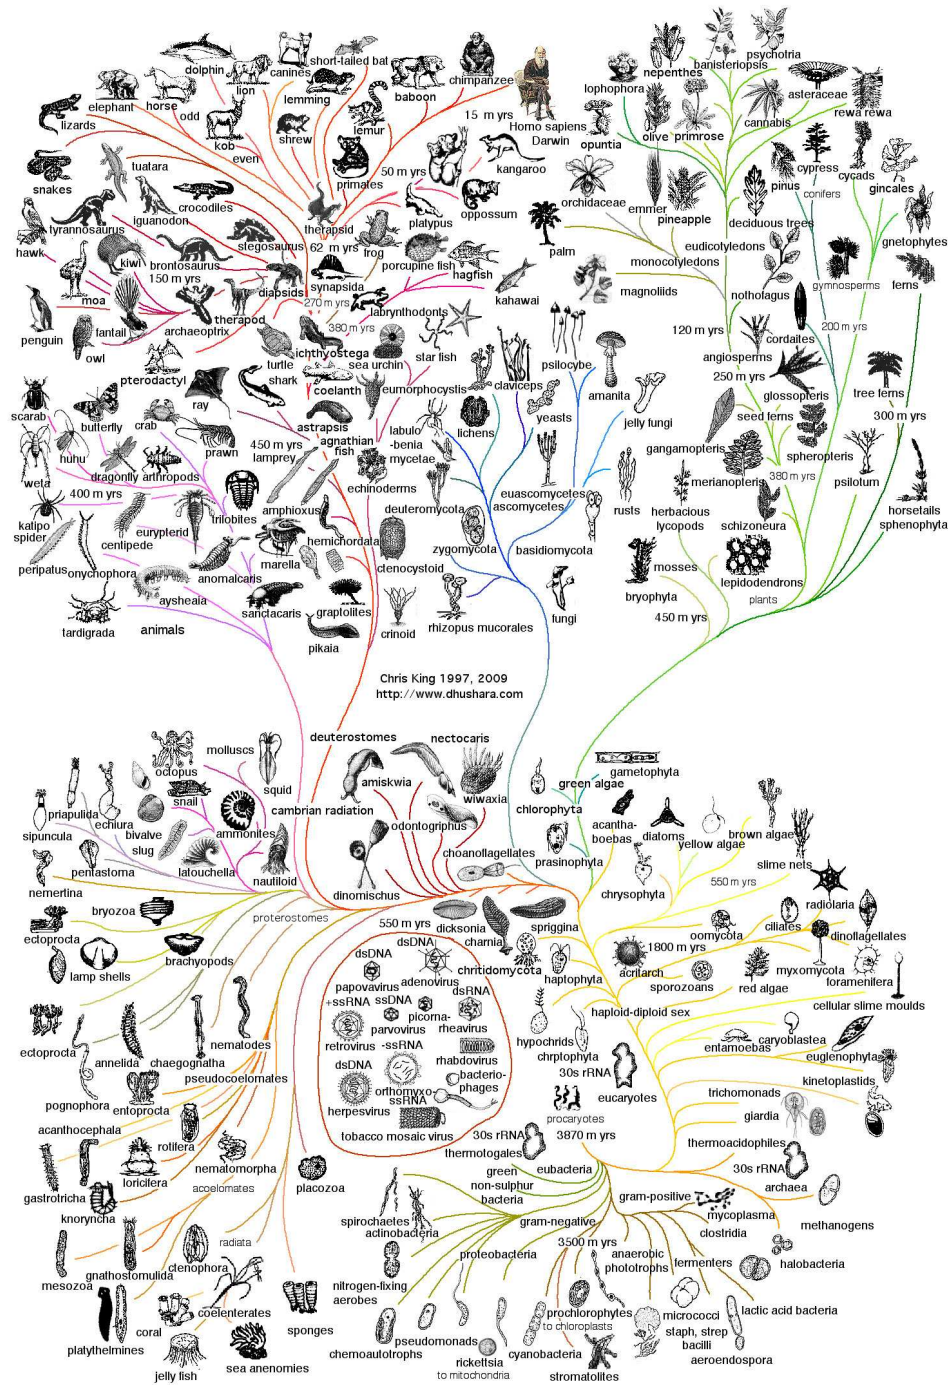 dolphin
canines
short-tailed bat
lion
chimpanzee
baboon
elephant
horse
odd
lemming
lemur
15 m yrs
Homo sapiens
Darwin
lizards
kob
even
shrew
primates
50 m yrs
kangaroo
snakes
tuatara
crocodiles
platypus
oppossum
tyrannosaurus
iguanodon
therapsid
62 m yrs
frog
porcupine fish
hagfish
hawk
kiwi
stegosaurus
brontosaurus
150 m yrs
diapsids
synapsida
270 m yrs
labrynthodonts
kahawai
moa
fantail
archaeoptrix
therapod
380 m yrs
penguin
owl
ichthyostega
turtle
sea urchin
star fish
pterodactyl
shark
coelanth
eumorphocystis
ray
astrapsis
agnathian
fish
450 m yrs
lamprey
echinoderms
scarab
butterfly
crab
prawn
huhu
weta
dragonfly
arthropods
400 m yrs
trilobites
amphioxus
hemichordata
ctenocystoid
kalipo
spider
centipede
eurypterid
peripatus
onychophora
anomalcaris
marella
aysheaia
sanctacaris
graptolites
tardigrada
animals
pikaia
crinoid
nepenthes
banisteriopsis
psychotria
lophophora
asteraceae
rewa rewa
opuntia
olive
primrose
cannabis
cypress
pinus
conifers
cycads
gincales
orchidaceae
emmer
pineapple
deciduous trees
palm
eudicotyledons
monocotyledons
magnoliids
notholagus
gymnosperms
gnetophytes
ferns
120 m yrs
cordaites
200 m yrs
angiosperms
250 m yrs
glossopteris
tree ferns
300 m yrs
seed ferns
gangamopteris
spheropteris
merianopteris
380 m yrs
psilotum
herbacious
lycopods
schizoneura
horsetails
sphenophyta
mosses
bryophyta
lepidodendrons
plants
450 m yrs
psilocybe
claviceps
amanita
yeasts
labulo
-benia
mycetae
lichens
jelly fungi
euascomycetes
ascomycetes
rusts
deuteromycota
zygomycota
basidiomycota
rhizopus mucorales
fungi
Chris King 1997, 2009
http://www.dhushara.com
deuterostomes
nectocaris
octopus
molluscs
amiskwia
gametophyta
green algae
priapulida
snail
squid
cambrian radiation
wiwaxia
chlorophyta
sipuncula
echiura
bivalve
slug
ammonites
odontogriphus
acantha-
boebas
diatoms
yellow algae
brown algae
pentastoma
latouchella
nautiloid
choanoflagellates
prasinophyta
slime nets
nemertina
dinomischus
chrysophyta
550 m yrs
radiolaria
bryozoa
proterostomes
550 m yrs
dicksonia
charnia
spriggina
oomycota
ciliates
dinoflagellates
ectoprocta
brachyopods
lamp shells
1800 m yrs
acritarch
sporozoans
red algae
myxomycota
foramenifera
chritidomycota
haptophyta
cellular slime moulds
dsDNA
dsDNA
papovavirus
adenovirus
+ssRNA
ssDNA
dsRNA
picorna-
parvovirus
rheavirus
retrovirus
-ssRNA
dsDNA
rhabdovirus
orthomyxo-
ssRNA
bacterio-
phages
herpesvirus
tobacco mosaic virus
haploid-diploid sex
hypochrids
chrptophyta
entamoebas
caryoblastea
euglenophyta
ectoprocta
annelida
chaegognatha
nematodes
pseudocoelomates
pognophora
entoprocta
30s rRNA
eucaryotes
kinetoplastids
trichomonads
giardia
acanthocephala
rotifera
procaryotes
3870 m yrs
thermoacidophiles
30s rRNA
thermotogales
eubacteria
30s rRNA
archaea
gastrotricha
loricifera
nematomorpha
placozoa
green
non-sulphur
bacteria
gram-positive
mycoplasma
methanogens
knoryncha
acoelomates
spirochaetes
actinobacteria
gram-negative
clostridia
radiata
3500 m yrs
proteobacteria
anaerobic
phototrophs
fermenters
halobacteria
mesozoa
gnathostomulida
ctenophora
nitrogen-fixing
aerobes
prochlorophytes
to chloroplasts
micrococci
lactic acid bacteria
coelenterates
sponges
coral
platyhelmines
pseudomonads
chemoautotrophs
cyanobacteria
staph, strep
bacilli
aeroendospora
jelly fish
sea anenomies
rickettsia
to mitochondria
stromatolites